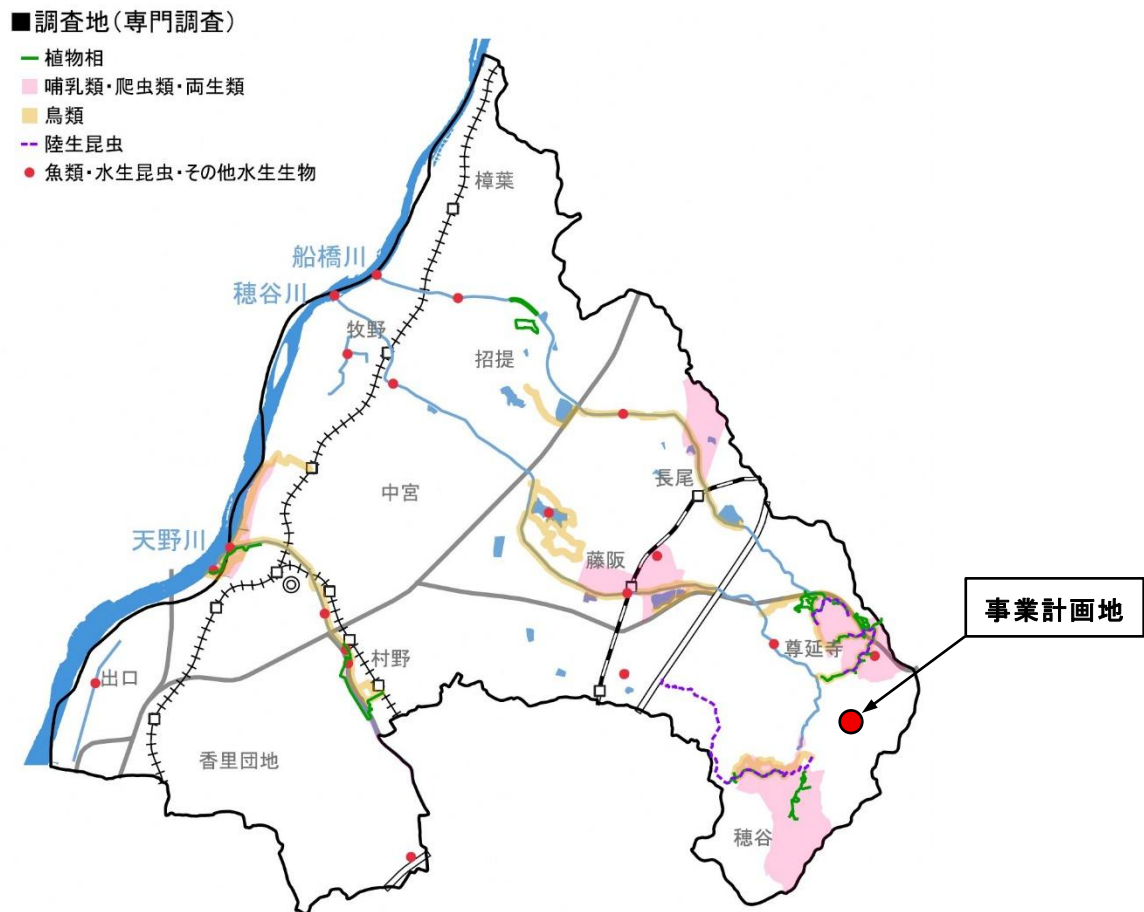 ■調査地(専門調査)
植物相
哺乳類・爬虫類・両生類
鳥類
陸生昆虫
魚類・水生昆虫・その他水生生物
樟葉
船橋川
穂谷川
牧野
招提
長尾
中宮
天野川
藤阪
事業計画地
尊延寺
村野
出口
香里団地
穂谷